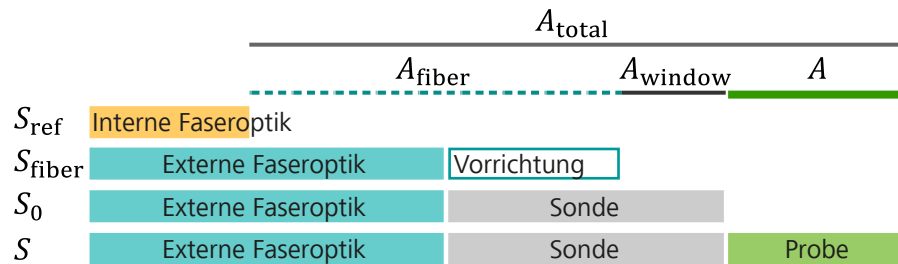 A_total
A_fiber A_window A
S_ref Interne Faseroptik
S_fiber Externe Faseroptik Vorrichtung
S_0 Externe Faseroptik Sonde
S Externe Faseroptik Sonde Probe